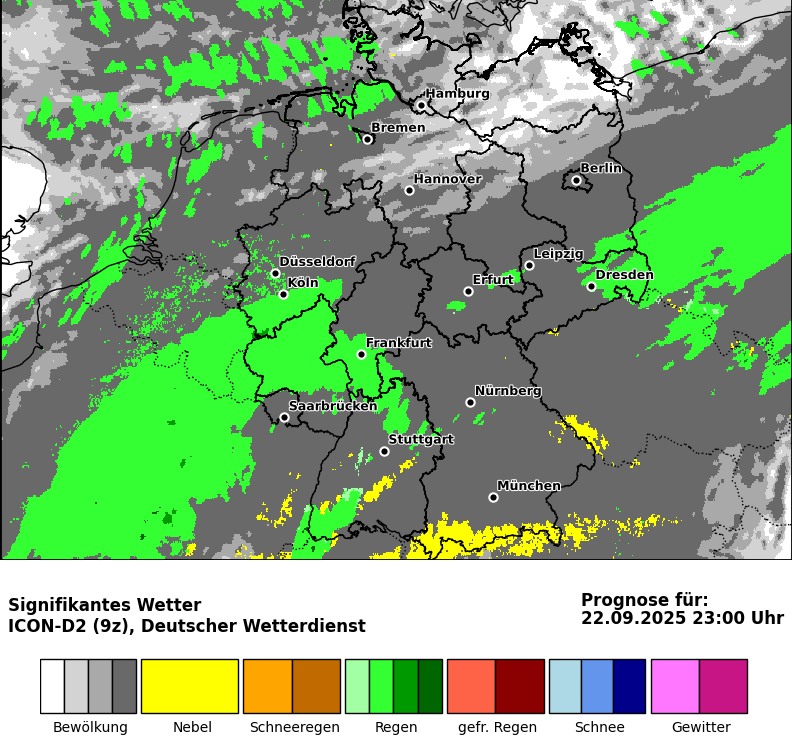 Hamburg
Bremen
Hannover
Berlin
Düsseldorf
Köln
Leipzig
Erfurt
Dresden
Frankfurt
Saarbrücken
Nürnberg
Stuttgart
München
Signifikantes Wetter
ICON-D2 (9z), Deutscher Wetterdienst
Prognose für:
22.09.2025 23:00 Uhr
Bewölkung
Nebel
Schneeregen
Regen
gefr. Regen
Schnee
Gewitter